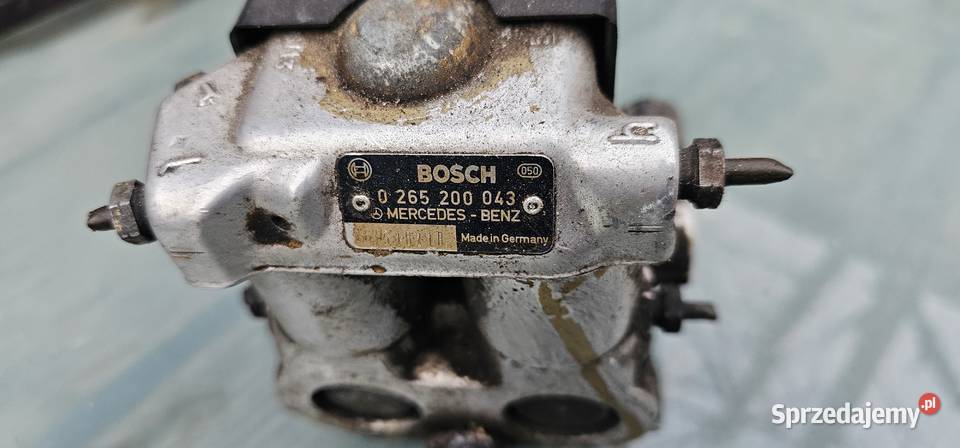 BOSCH
050
0 265 200 043
MERCEDES - BENZ
Made in Germany
Sprzedajemy.pl